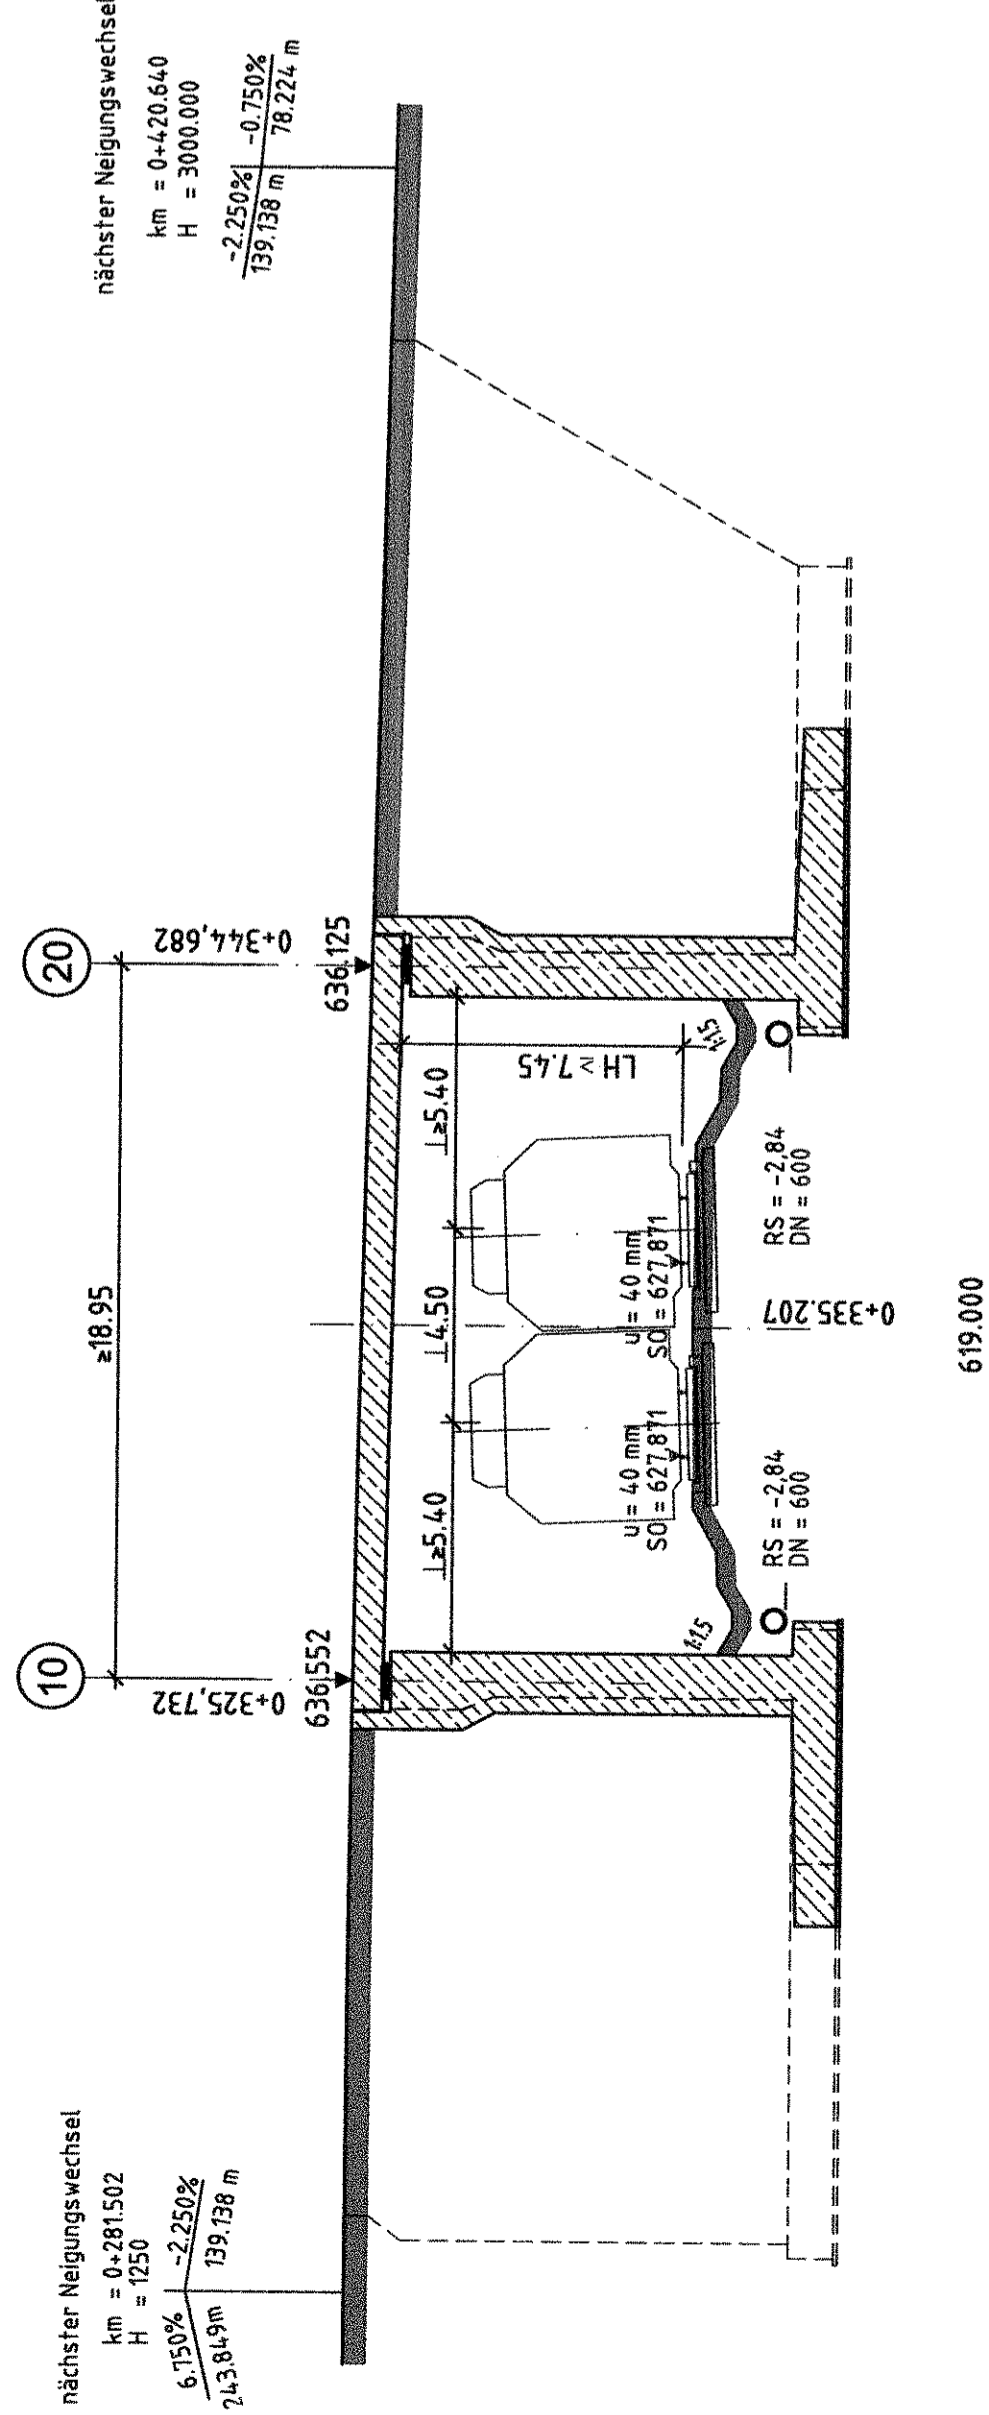 nächster Neigungswechsel
km = 0+281.502
H = 1250
6.750% -2.250%
243.849m 139.138 m
nächster Neigungswechsel
km = 0+420.640
H = 3000.000
-2.250% -0.750%
139.138 m 78.224 m
10
20
≥18.95
0+325,732
0+344,682
636,552
636.125
⊥≥5.40
⊥4.50
⊥≥5.40
LH ≥ 7.45
u = 40 mm
SO = 627,871
u = 40 mm
SO = 627,871
1:1.5
1:1.5
RS = -2,84
DN = 600
RS = -2,84
DN = 600
0+335.207
619.000